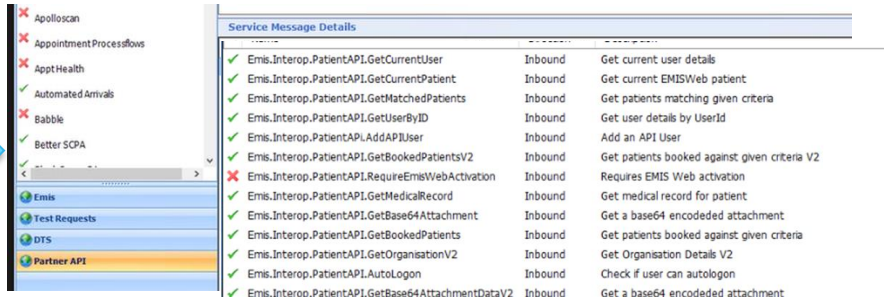 Apolloscan
Appointment Processflows
Appt Health
Automated Arrivals
Babble
Better SCPA
Emis
Test Requests
DTS
Partner API
Service Message Details
Emis.Interop.PatientAPI.GetCurrentUser Inbound Get current user details
Emis.Interop.PatientAPI.GetCurrentPatient Inbound Get current EMISWeb patient
Emis.Interop.PatientAPI.GetMatchedPatients Inbound Get patients matching given criteria
Emis.Interop.PatientAPI.GetUserByID Inbound Get user details by UserId
Emis.Interop.PatientAPi.AddAPIUser Inbound Add an API User
Emis.Interop.PatientAPI.GetBookedPatientsV2 Inbound Get patients booked against given criteria V2
Emis.Interop.PatientAPI.RequireEmisWebActivation Inbound Requires EMIS Web activation
Emis.Interop.PatientAPI.GetMedicalRecord Inbound Get medical record for patient
Emis.Interop.PatientAPI.GetBase64Attachment Inbound Get a base64 encodeded attachment
Emis.Interop.PatientAPI.GetBookedPatients Inbound Get patients booked against given criteria
Emis.Interop.PatientAPI.GetOrganisationV2 Inbound Get Organisation Details V2
Emis.Interop.PatientAPI.AutoLogon Inbound Check if user can autologon
Emis.Interop.PatientAPI.GetBase64AttachmentDataV2 Inbound Get a base64 encodeded attachment